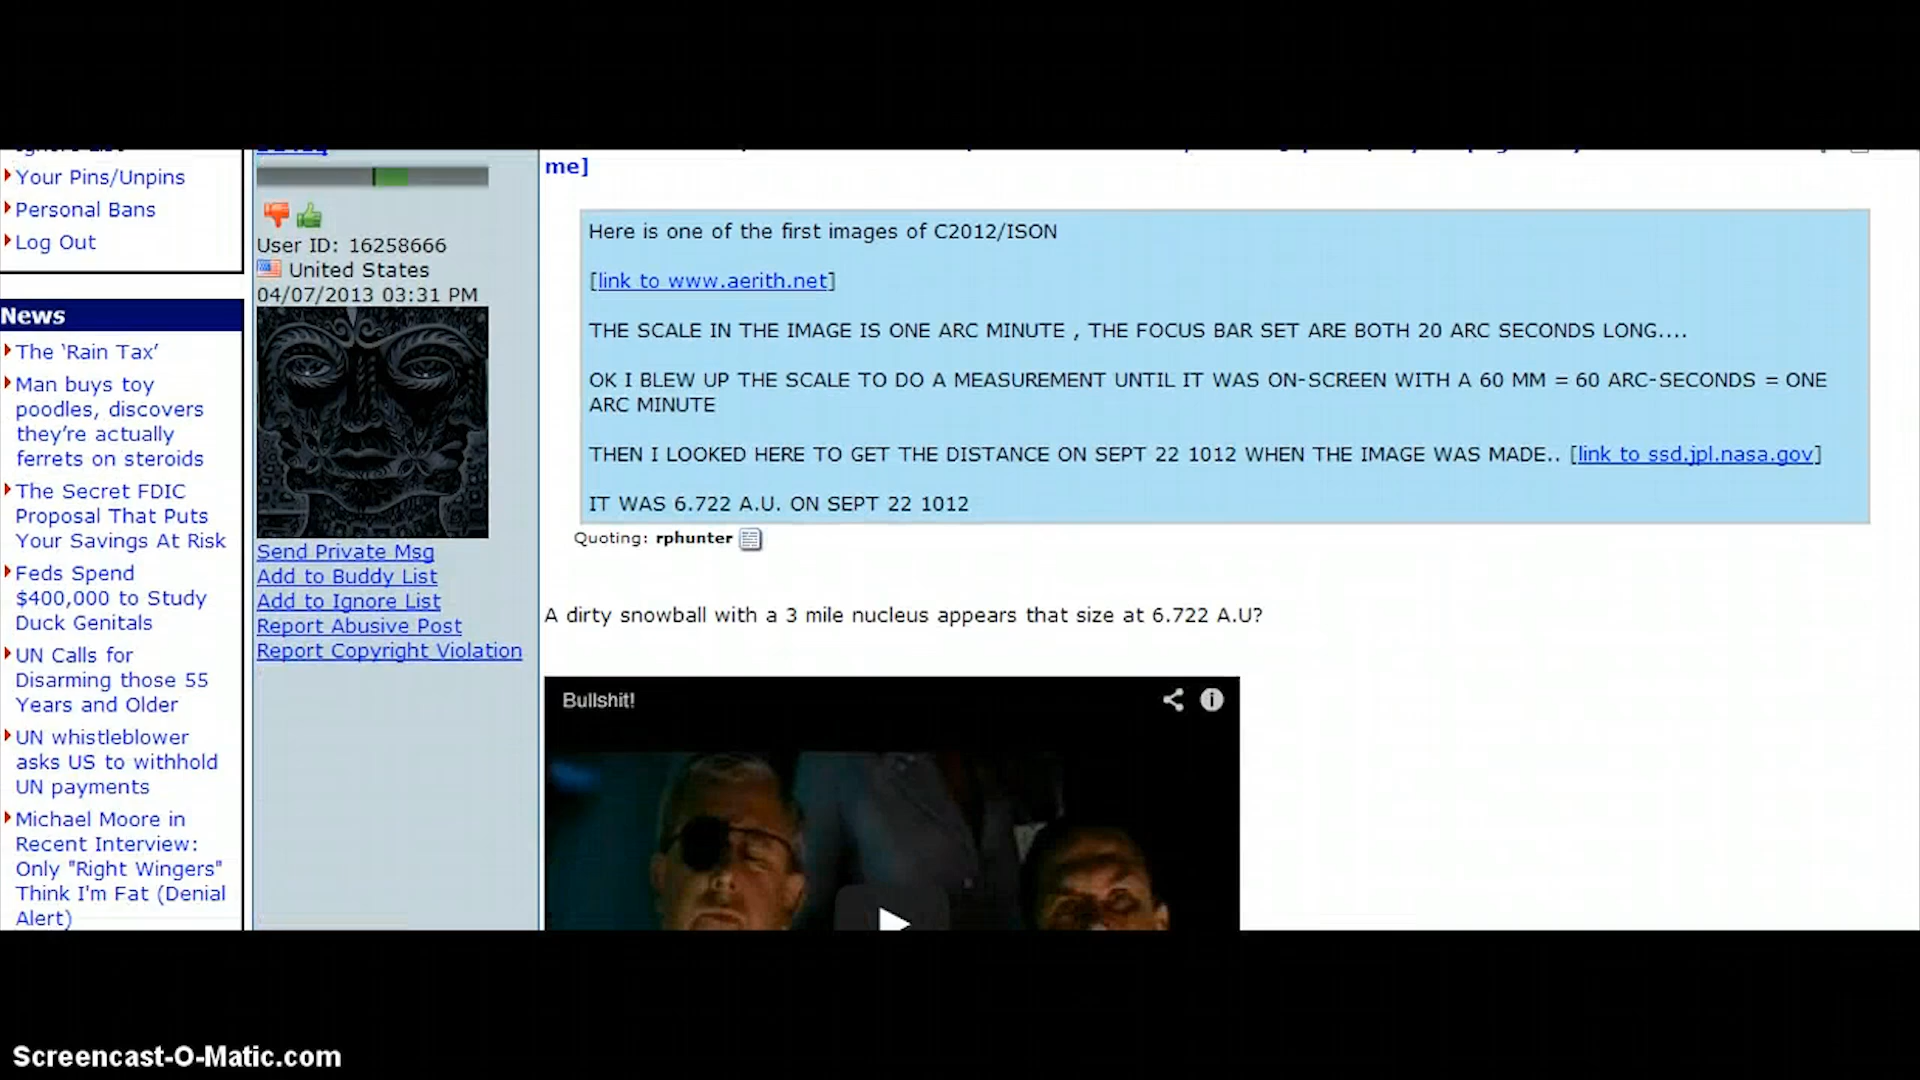 Your Pins/Unpins
Personal Bans
Log Out
News
The ‘Rain Tax’
Man buys toy
poodles, discovers
they’re actually
ferrets on steroids
The Secret FDIC
Proposal That Puts
Your Savings At Risk
Feds Spend
$400,000 to Study
Duck Genitals
UN Calls for
Disarming those 55
Years and Older
UN whistleblower
asks US to withhold
UN payments
Michael Moore in
Recent Interview:
Only "Right Wingers"
Think I'm Fat (Denial
Alert)
User ID: 16258666
United States
04/07/2013 03:31 PM
Send Private Msg
Add to Buddy List
Add to Ignore List
Report Abusive Post
Report Copyright Violation
me]
Here is one of the first images of C2012/ISON
[link to www.aerith.net]
THE SCALE IN THE IMAGE IS ONE ARC MINUTE , THE FOCUS BAR SET ARE BOTH 20 ARC SECONDS LONG....
OK I BLEW UP THE SCALE TO DO A MEASUREMENT UNTIL IT WAS ON-SCREEN WITH A 60 MM = 60 ARC-SECONDS = ONE
ARC MINUTE
THEN I LOOKED HERE TO GET THE DISTANCE ON SEPT 22 1012 WHEN THE IMAGE WAS MADE.. [link to ssd.jpl.nasa.gov]
IT WAS 6.722 A.U. ON SEPT 22 1012
Quoting: rphunter
A dirty snowball with a 3 mile nucleus appears that size at 6.722 A.U?
Bullshit!
Screencast-O-Matic.com